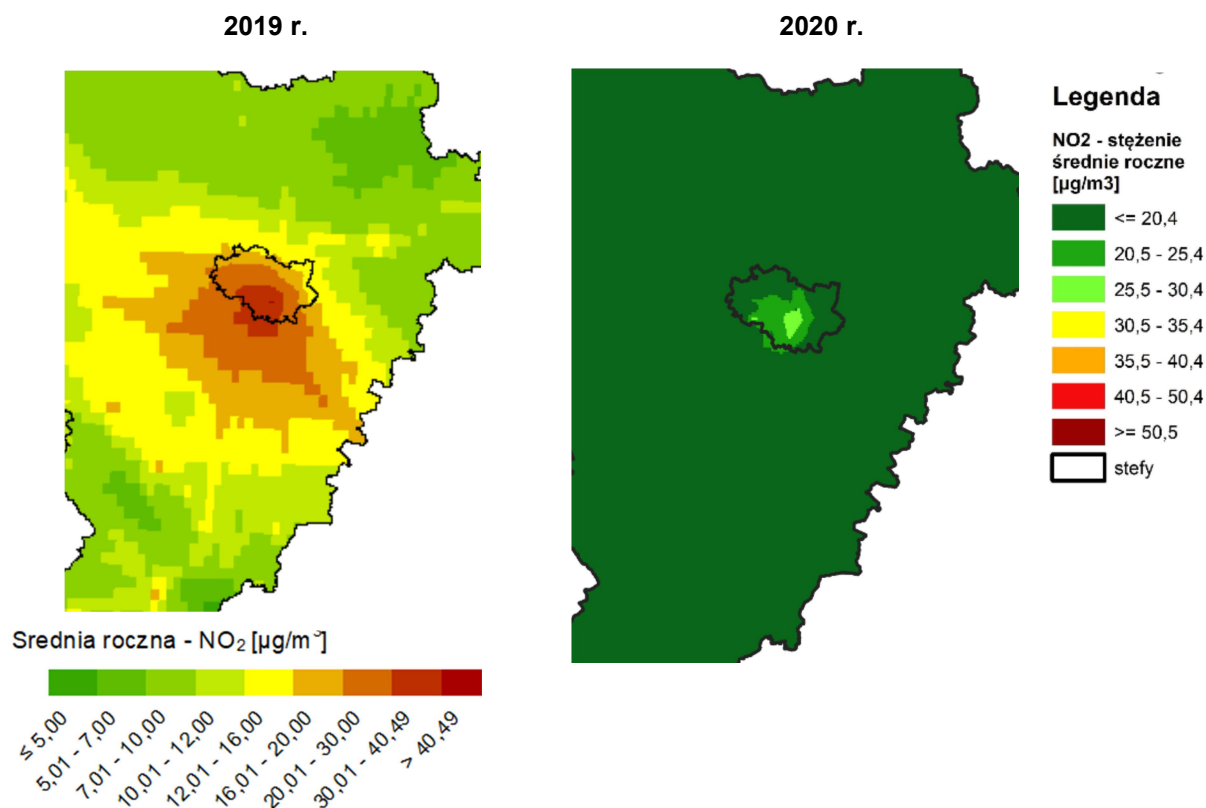 2019 r.
2020 r.
Legenda
NO2 - stężenie
średnie roczne
[µg/m3]
<= 20,4
20,5 - 25,4
25,5 - 30,4
30,5 - 35,4
35,5 - 40,4
40,5 - 50,4
>= 50,5
stefy
Srednia roczna - NO₂ [µg/m³]
≤ 5,00
5,01 - 7,00
7,01 - 10,00
10,01 - 12,00
12,01 - 16,00
16,01 - 20,00
20,01 - 30,00
30,01 - 40,49
> 40,49